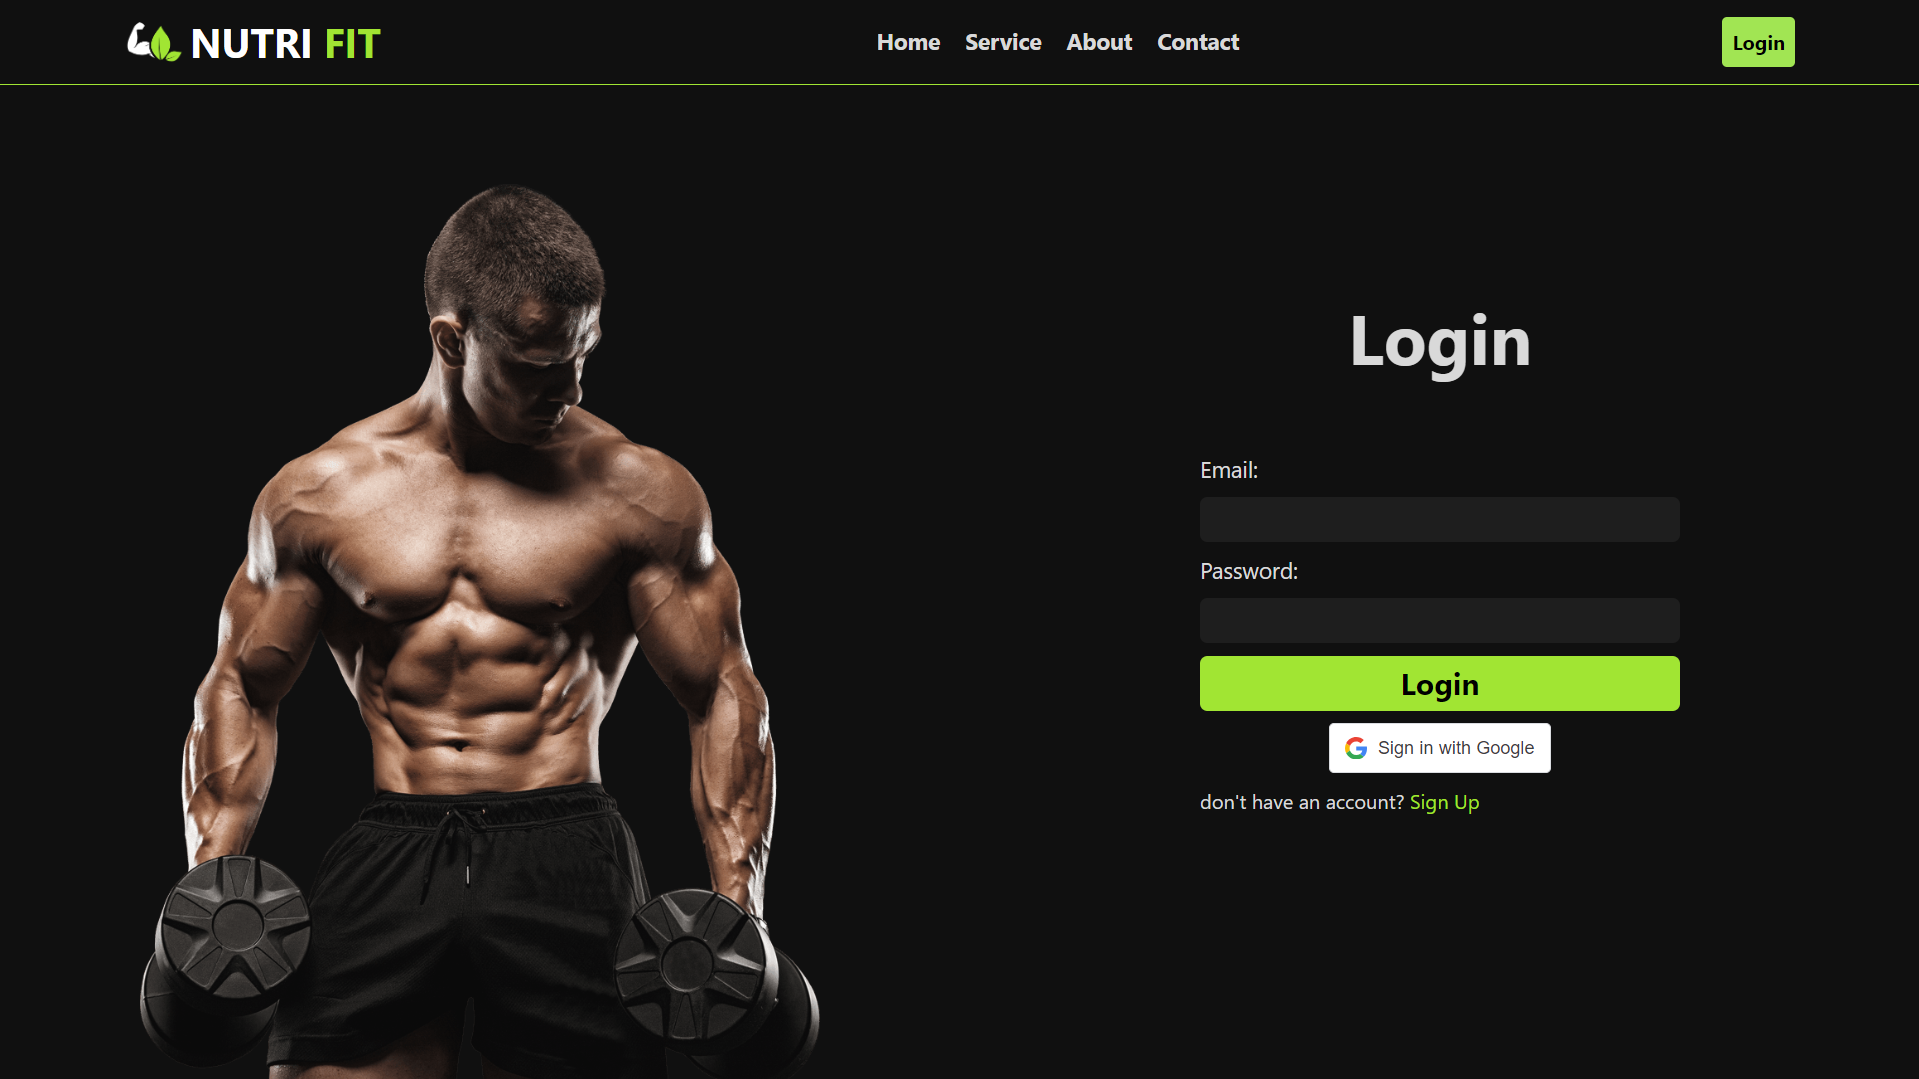 NUTRI FIT
Home Service About Contact
Login
Login
Email:
Password:
Login
Sign in with Google
don't have an account? Sign Up